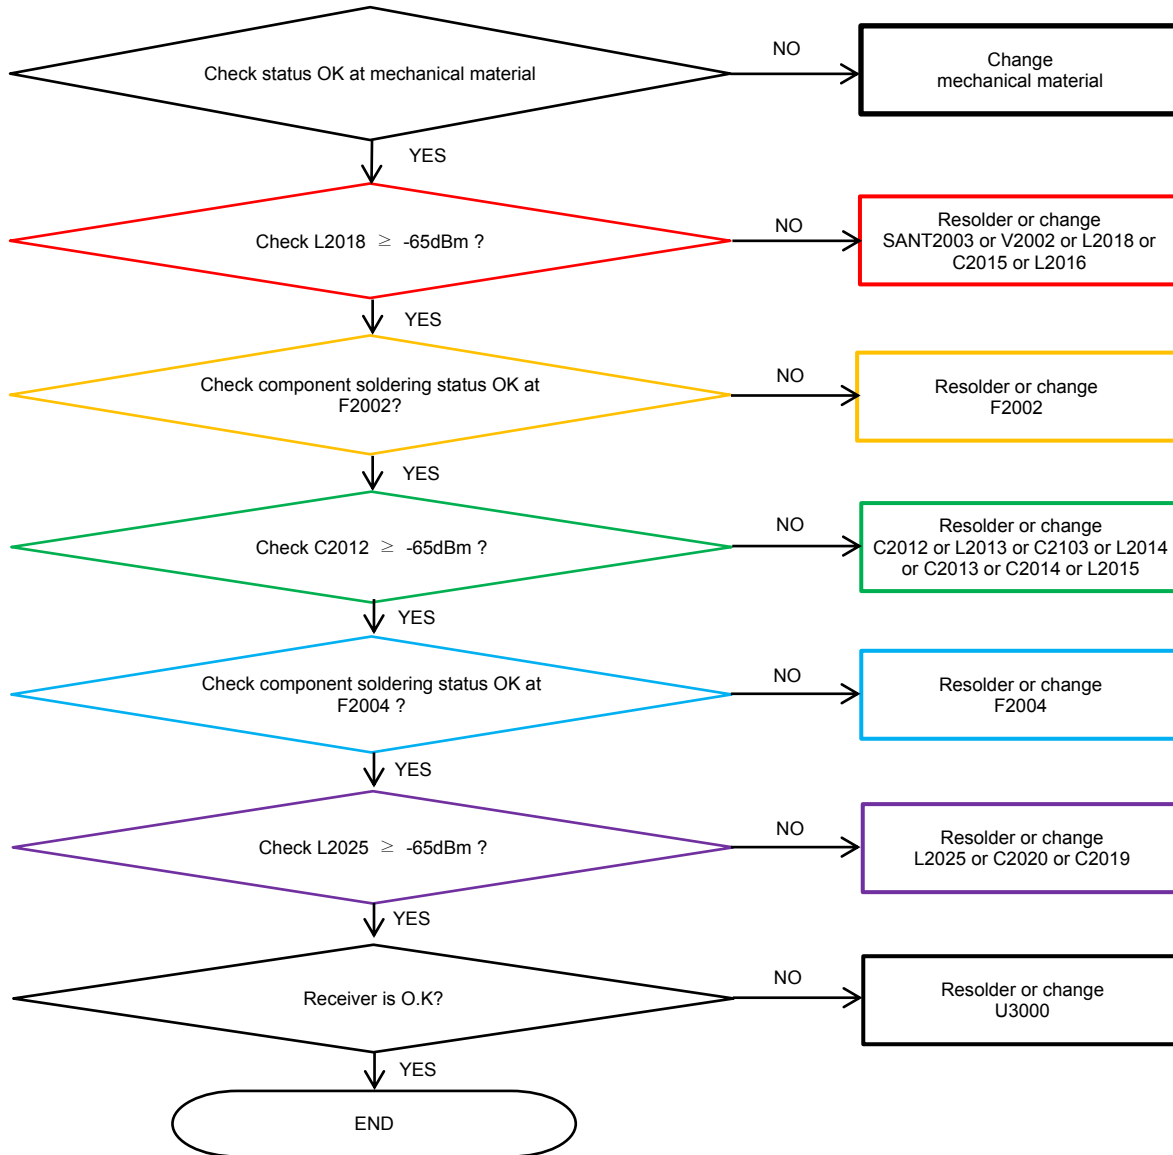 Check status OK at mechanical material
NO
Change
mechanical material
YES
Check L2018 ≥ -65dBm ?
NO
Resolder or change
SANT2003 or V2002 or L2018 or
C2015 or L2016
YES
Check component soldering status OK at
F2002?
NO
Resolder or change
F2002
YES
Check C2012 ≥ -65dBm ?
NO
Resolder or change
C2012 or L2013 or C2103 or L2014
or C2013 or C2014 or L2015
YES
Check component soldering status OK at
F2004 ?
NO
Resolder or change
F2004
YES
Check L2025 ≥ -65dBm ?
NO
Resolder or change
L2025 or C2020 or C2019
YES
Receiver is O.K?
NO
Resolder or change
U3000
YES
END